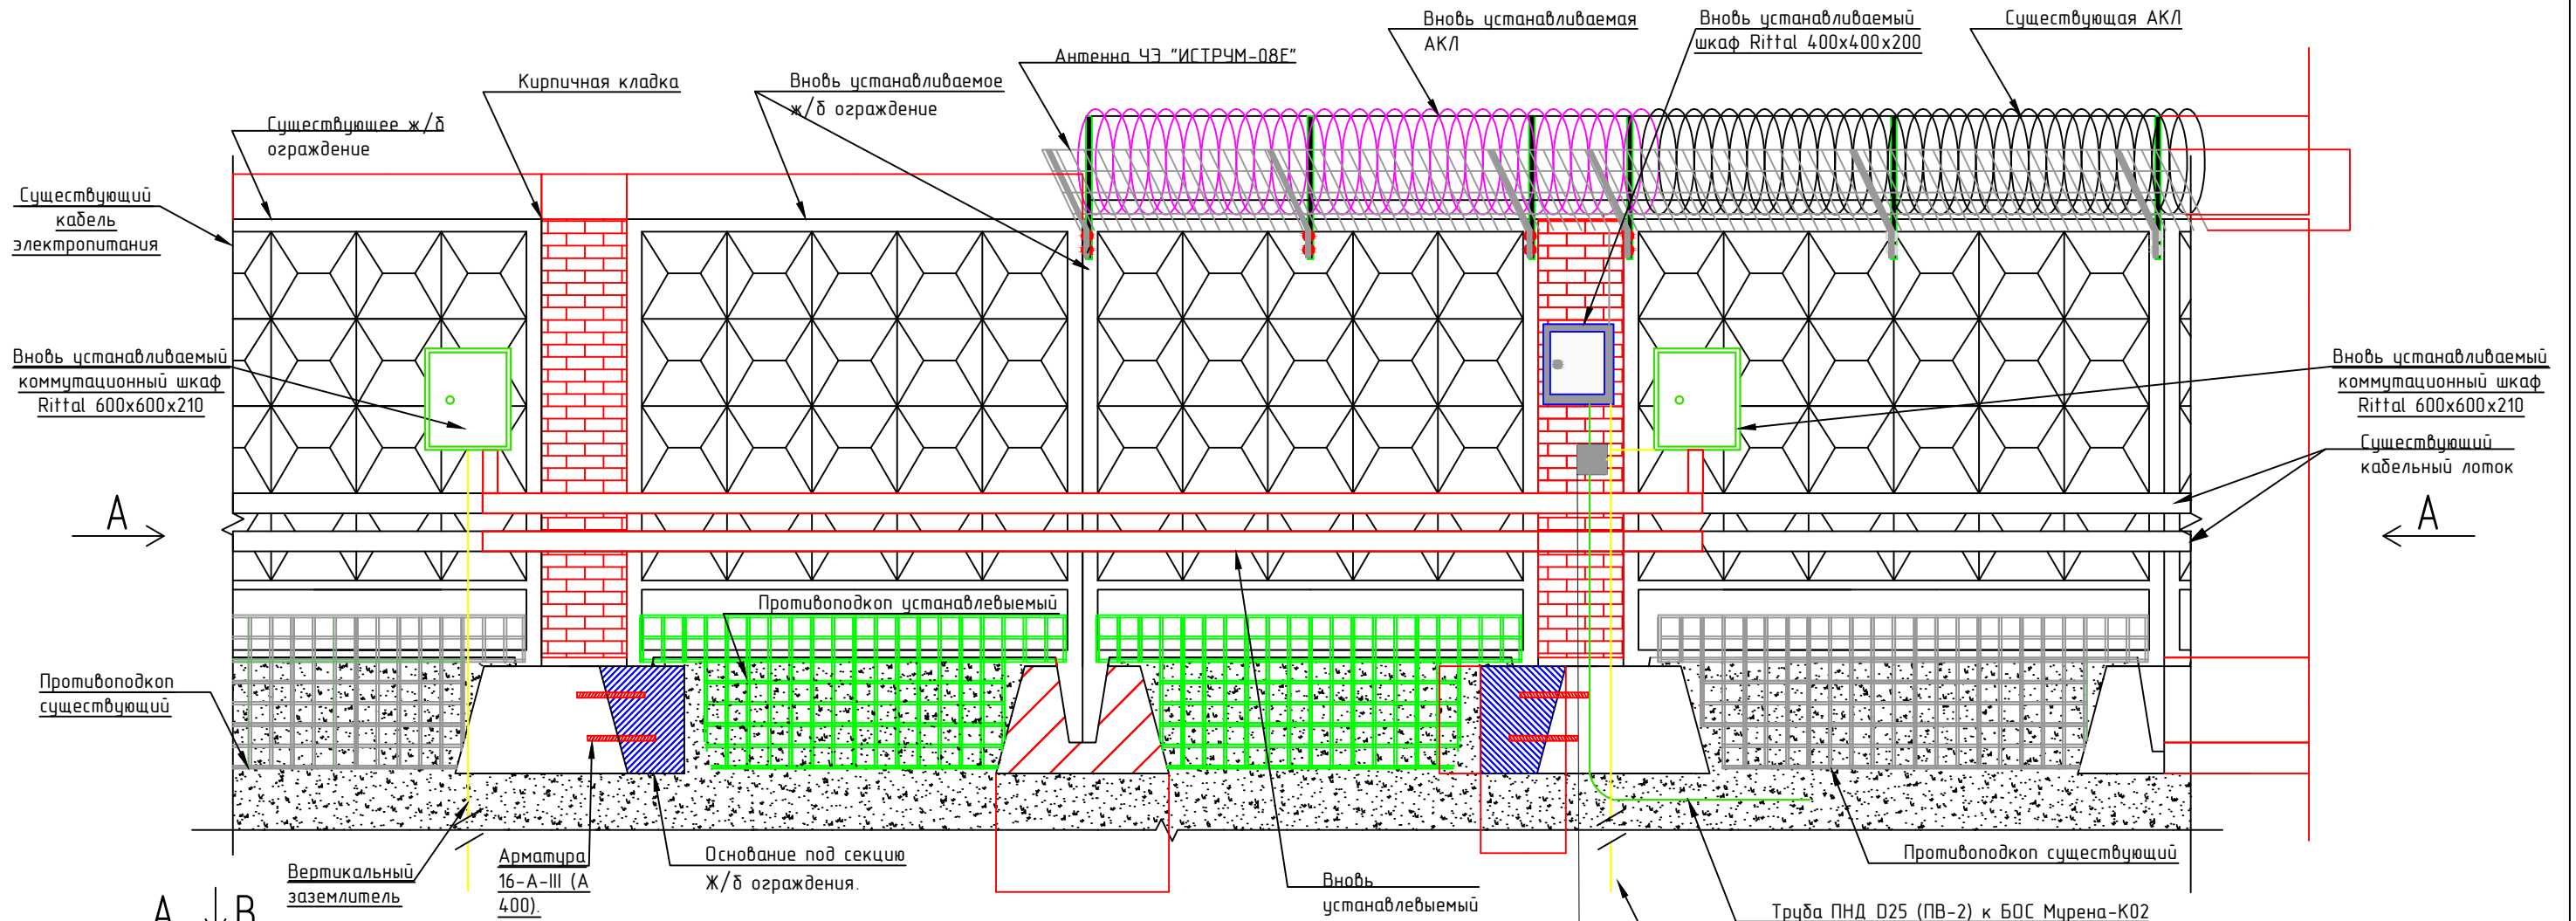 Вновь устанавливаемая
АКЛ
Вновь устанавливаемый
шкаф Rittal 400х400х200
Существующая АКЛ
Антенна ЧЭ "ИСТРУМ-08Е"
Кирпичная кладка
Вновь устанавливаемое
ж/б ограждение
Существующее ж/б
ограждение
Существующий
кабель
электропитания
Вновь устанавливаемый
коммутационный шкаф
Rittal 600х600х210
Вновь устанавливаемый
коммутационный шкаф
Rittal 600х600х210
Существующий
кабельный лоток
А
А
Противоподкоп устанавлевыемый
Противоподкоп
существующий
Вертикальный
заземлитель
Арматура
16-А-III (А
400).
Основание под секцию
Ж/б ограждения.
Вновь
устанавлевыемый
Противоподкоп существующий
Труба ПНД D25 (ПВ-2) к БОС Мурена-К02
А
В